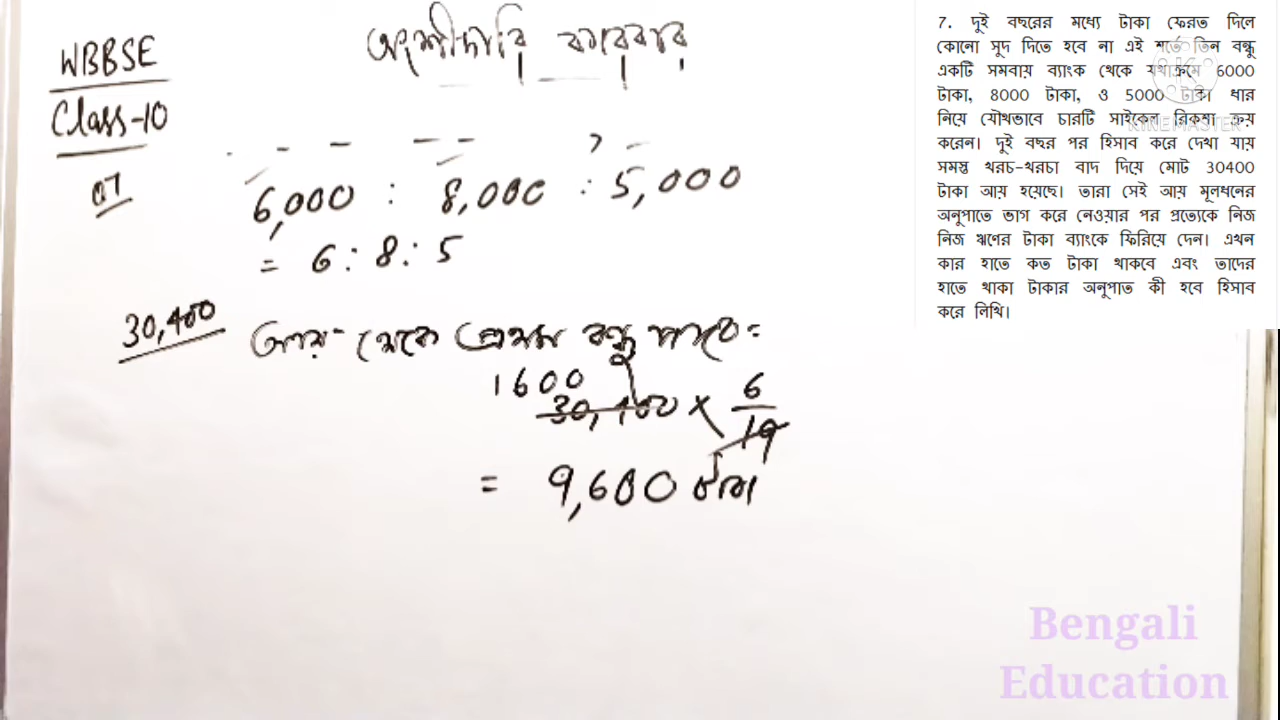 WBBSE
Class-10
অংশীদারি কারবার
07
6,000 : 8,000 : 5,000
= 6 : 8 : 5
30,400
আয় থেকে প্রথম বন্ধু পাবে =
1600
30,400 × 6/19
= 9,600 টাকা
7. দুই বছরের মধ্যে টাকা ফেরত দিলে
কোনো সুদ দিতে হবে না এই শর্তে তিন বন্ধু
একটি সমবায় ব্যাংক থেকে যথাক্রমে 6000
টাকা, 8000 টাকা, ও 5000 টাকা ধার
নিয়ে যৌথভাবে চারটি সাইকেল রিকশা ক্রয়
করেন। দুই বছর পর হিসাব করে দেখা যায়
সমস্ত খরচ-খরচা বাদ দিয়ে মোট 30400
টাকা আয় হয়েছে। তারা সেই আয় মূলধনের
অনুপাতে ভাগ করে নেওয়ার পর প্রত্যেকে নিজ
নিজ ঋণের টাকা ব্যাংকে ফিরিয়ে দেন। এখন
কার হাতে কত টাকা থাকবে এবং তাদের
হাতে থাকা টাকার অনুপাত কী হবে হিসাব
করে লিখি।
KINEMASTER
Bengali
Education